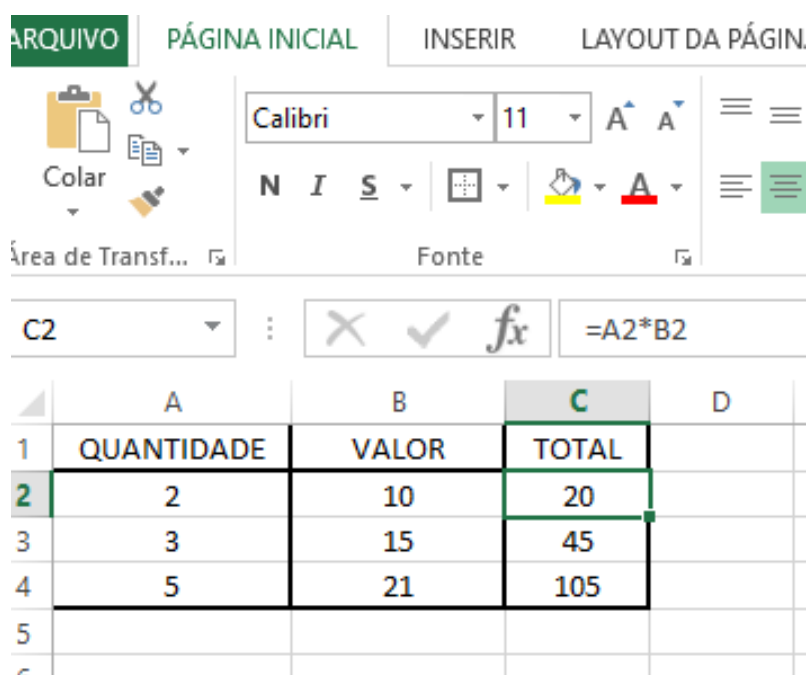 ARQUIVO PÁGINA INICIAL INSERIR LAYOUT DA PÁGIN
Calibri 11 A A
Colar N I S A
Área de Transf... Fonte
C2 fx =A2*B2
A B C D
1 QUANTIDADE VALOR TOTAL
2 2 10 20
3 3 15 45
4 5 21 105
5